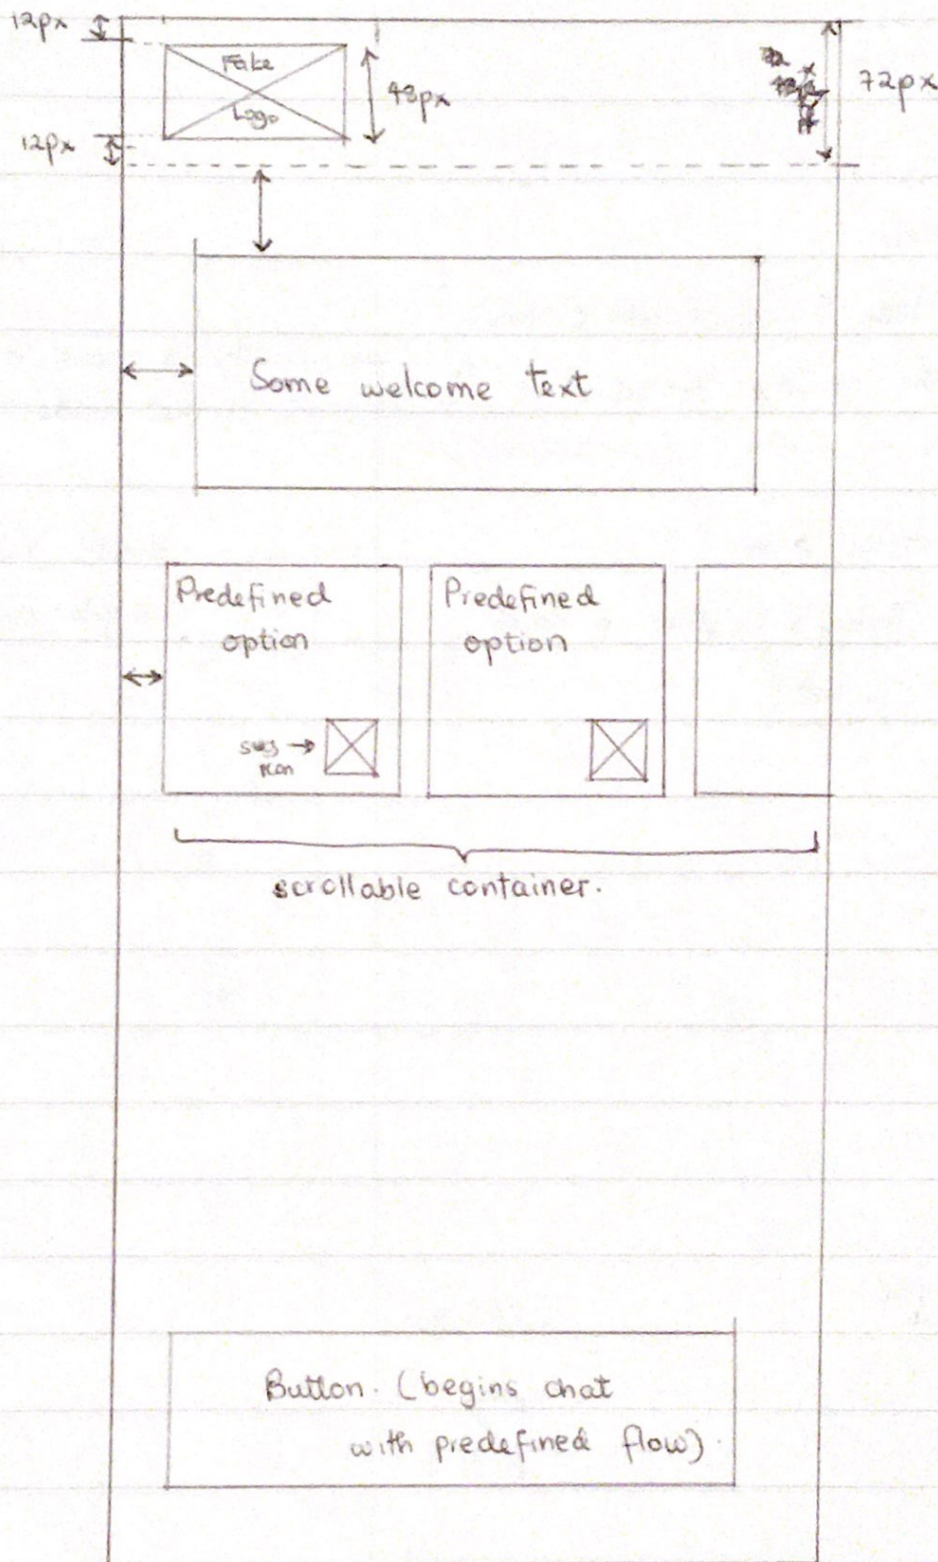 12px
Fake
Logo
48px
72px
12px
Some welcome text
Predefined
option
Predefined
option
svg →
icon
scrollable container.
Button. (begins chat
with predefined flow).